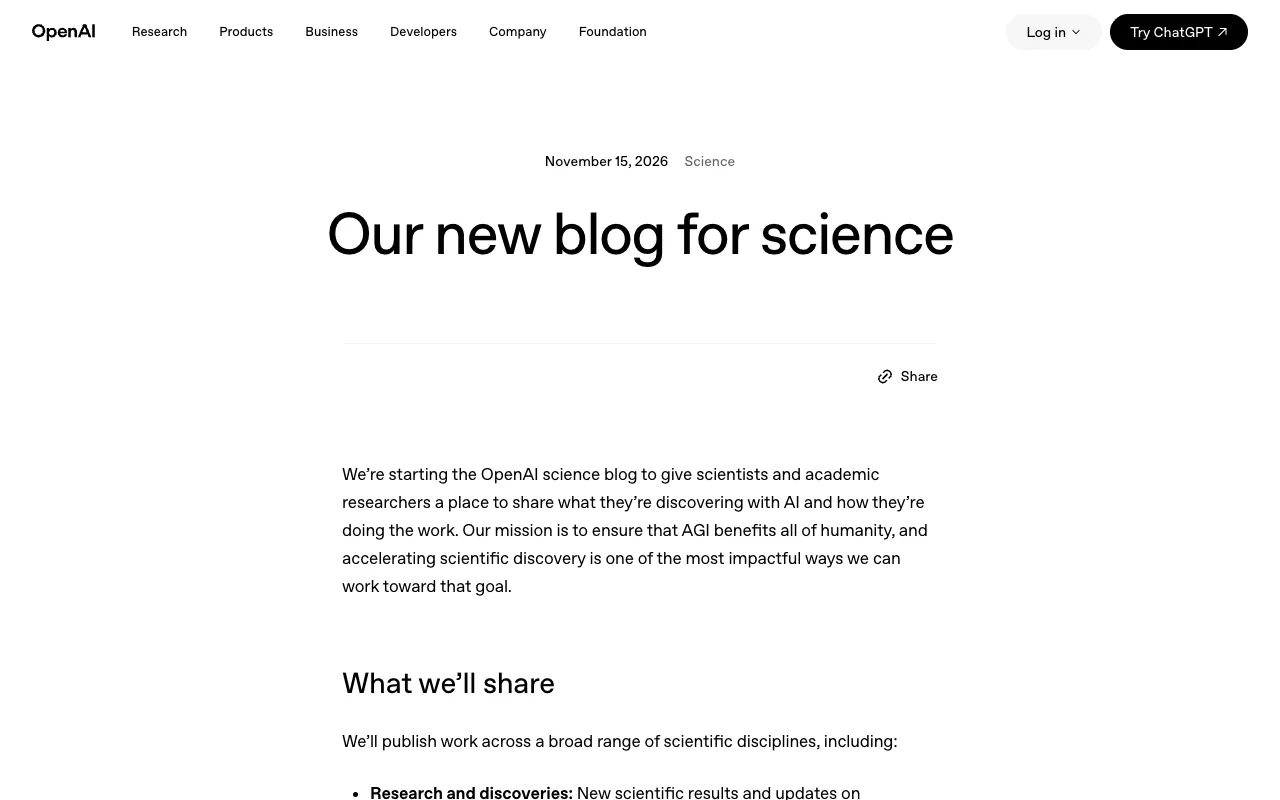 OpenAI
Research
Products
Business
Developers
Company
Foundation
Log in
Try ChatGPT
November 15, 2026 Science
Our new blog for science
Share
We’re starting the OpenAI science blog to give scientists and academic
researchers a place to share what they’re discovering with AI and how they’re
doing the work. Our mission is to ensure that AGI benefits all of humanity, and
accelerating scientific discovery is one of the most impactful ways we can
work toward that goal.
What we’ll share
We’ll publish work across a broad range of scientific disciplines, including:
• Research and discoveries: New scientific results and updates on